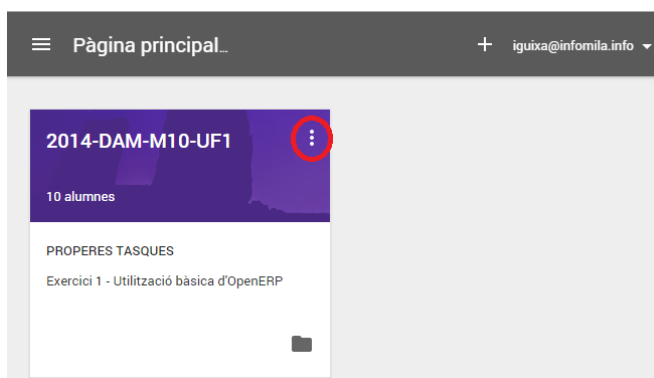 Pàgina principal...
iguixa@infomila.info
2014-DAM-M10-UF1
10 alumnes
PROPERES TASQUES
Exercici 1 - Utilització bàsica d'OpenERP